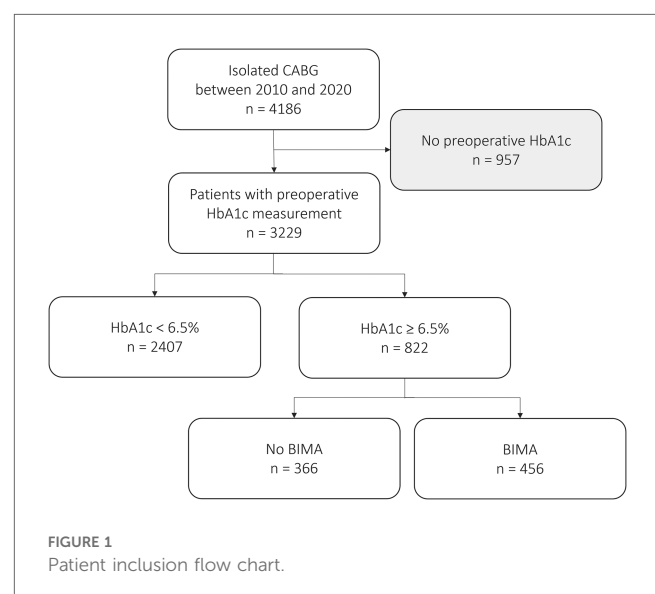 Isolated CABG
between 2010 and 2020
n = 4186
No preoperative HbA1c
n = 957
Patients with preoperative
HbA1c measurement
n = 3229
HbA1c < 6.5%
n = 2407
HbA1c ≥ 6.5%
n = 822
No BIMA
n = 366
BIMA
n = 456
FIGURE 1
Patient inclusion flow chart.